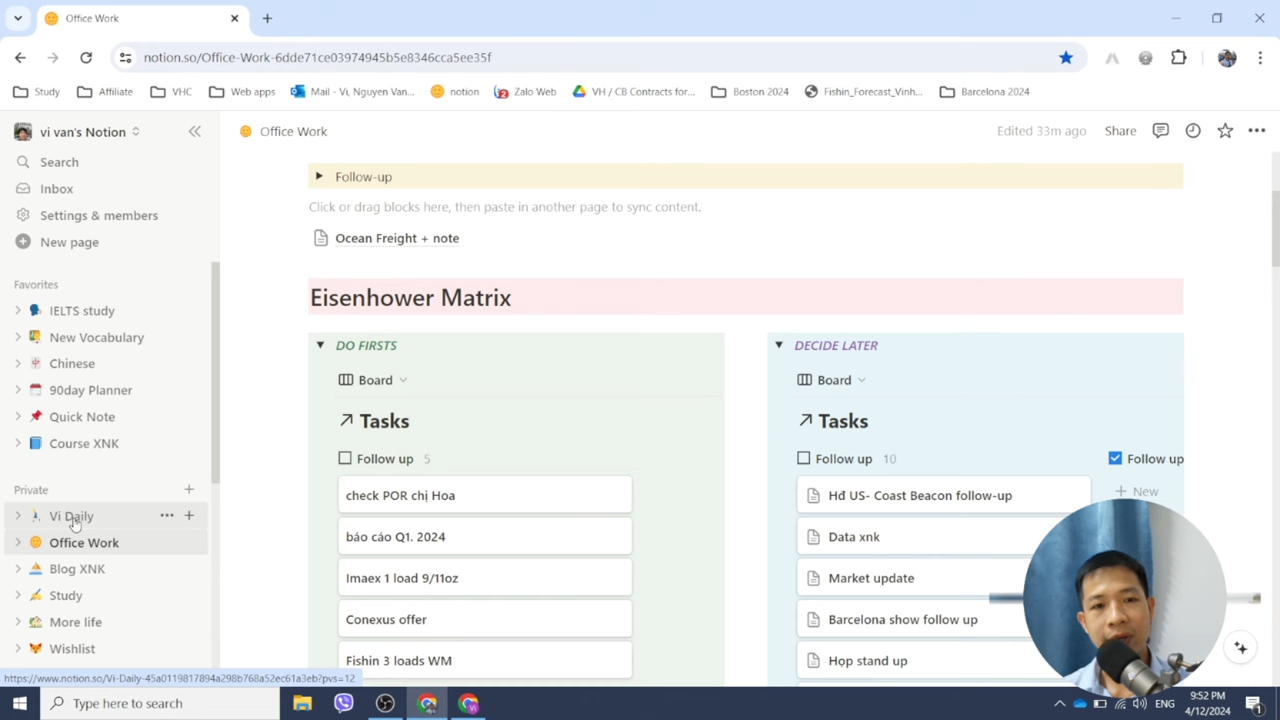 Office Work
notion.so/Office-Work-6dde71ce03974945b5e8346cca5ee35f
Study
Affiliate
VHC
Web apps
Mail - Vi, Nguyen Van...
notion
Zalo Web
VH / CB Contracts for...
Boston 2024
Fishin_Forecast_Vinh...
Barcelona 2024
vi van's Notion
Office Work
Edited 33m ago
Share
Search
Inbox
Settings & members
New page
Favorites
IELTS study
New Vocabulary
Chinese
90day Planner
Quick Note
Course XNK
Private
Vi Daily
Office Work
Blog XNK
Study
More life
Wishlist
Follow-up
Click or drag blocks here, then paste in another page to sync content.
Ocean Freight + note
Eisenhower Matrix
DO FIRSTS
Board
Tasks
Follow up 5
check POR chị Hoa
báo cáo Q1. 2024
Imaex 1 load 9/11oz
Conexus offer
Fishin 3 loads WM
DECIDE LATER
Board
Tasks
Follow up 10
Hđ US- Coast Beacon follow-up
Data xnk
Market update
Barcelona show follow up
Họp stand up
Follow up
New
https://www.notion.so/Vi-Daily-45a0119817894a298b768a52ec61a3eb?pvs=12
Type here to search
ENG
9:52 PM
4/12/2024
1